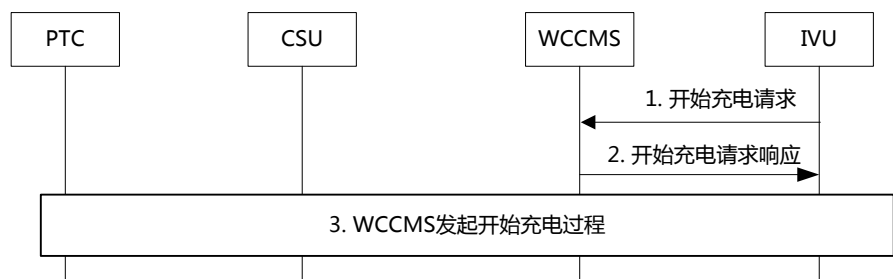 PTC
CSU
WCCMS
IVU
1. 开始充电请求
2. 开始充电请求响应
3. WCCMS发起开始充电过程